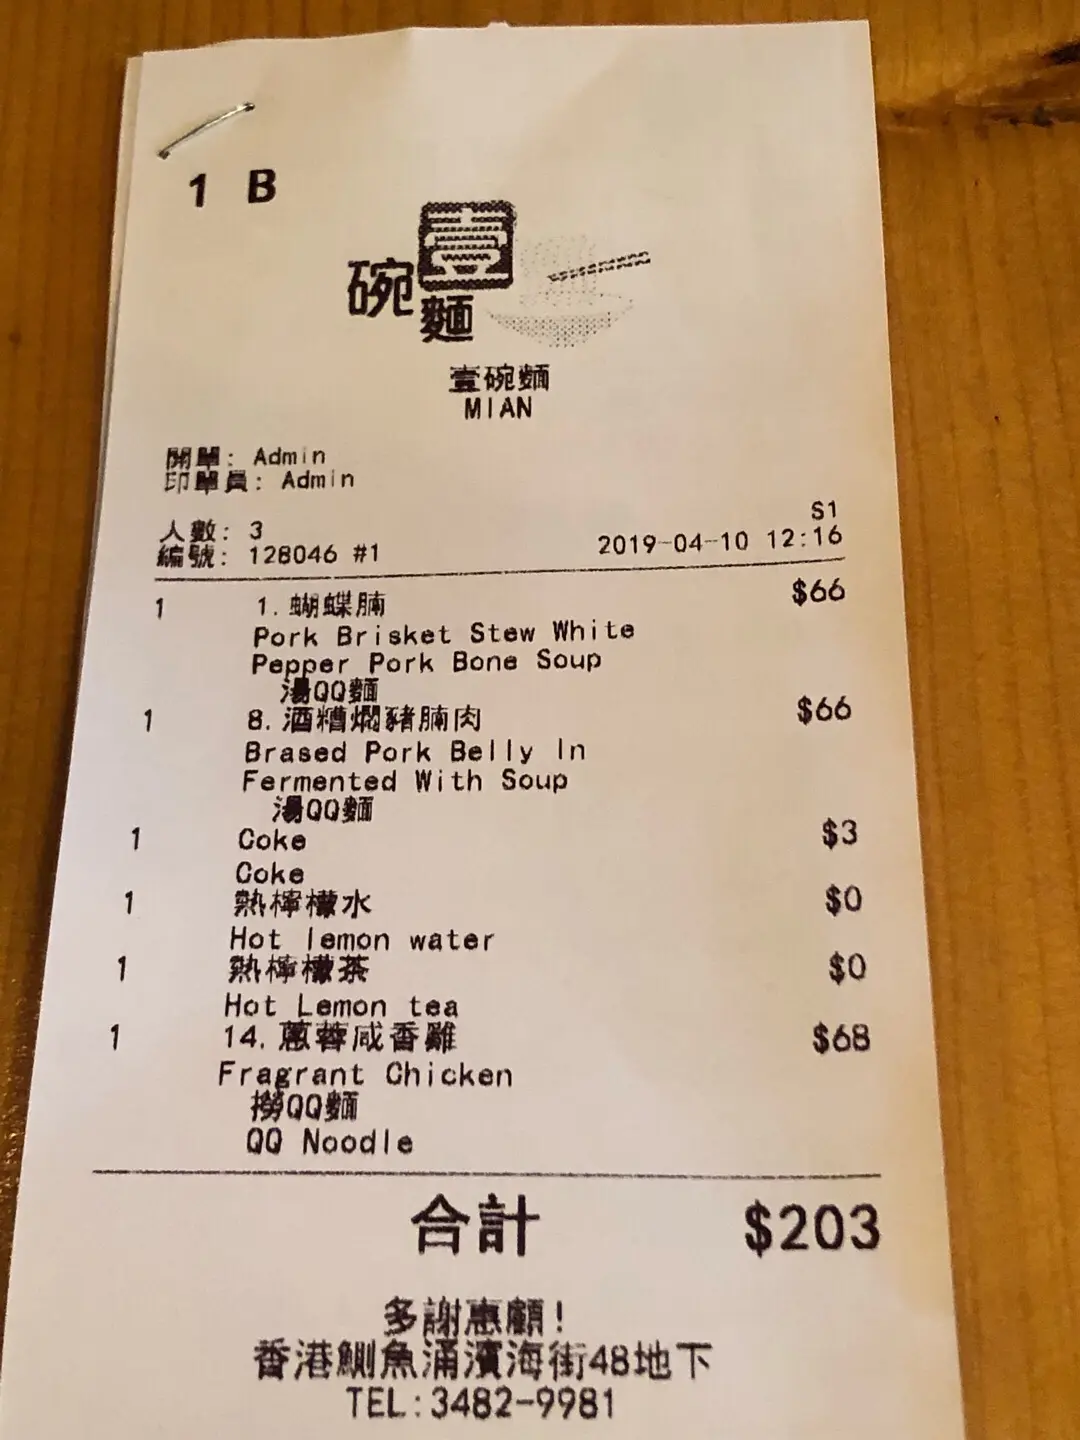 1 B
壹
碗
麵
壹碗麵
MIAN
開單: Admin
印單員: Admin
S1
人數: 3
編號: 128046 #1 2019-04-10 12:16
1 1. 蝴蝶腩 $66
Pork Brisket Stew White
Pepper Pork Bone Soup
湯QQ麵
1 8. 酒糟燜豬腩肉 $66
Brased Pork Belly In
Fermented With Soup
湯QQ麵
1 Coke $3
Coke
1 熱檸檬水 $0
Hot lemon water
1 熱檸檬茶 $0
Hot Lemon tea
1 14. 蔥蓉咸香雞 $68
Fragrant Chicken
撈QQ麵
QQ Noodle
合計 $203
多謝惠顧!
香港鰂魚涌濱海街48地下
TEL:3482-9981